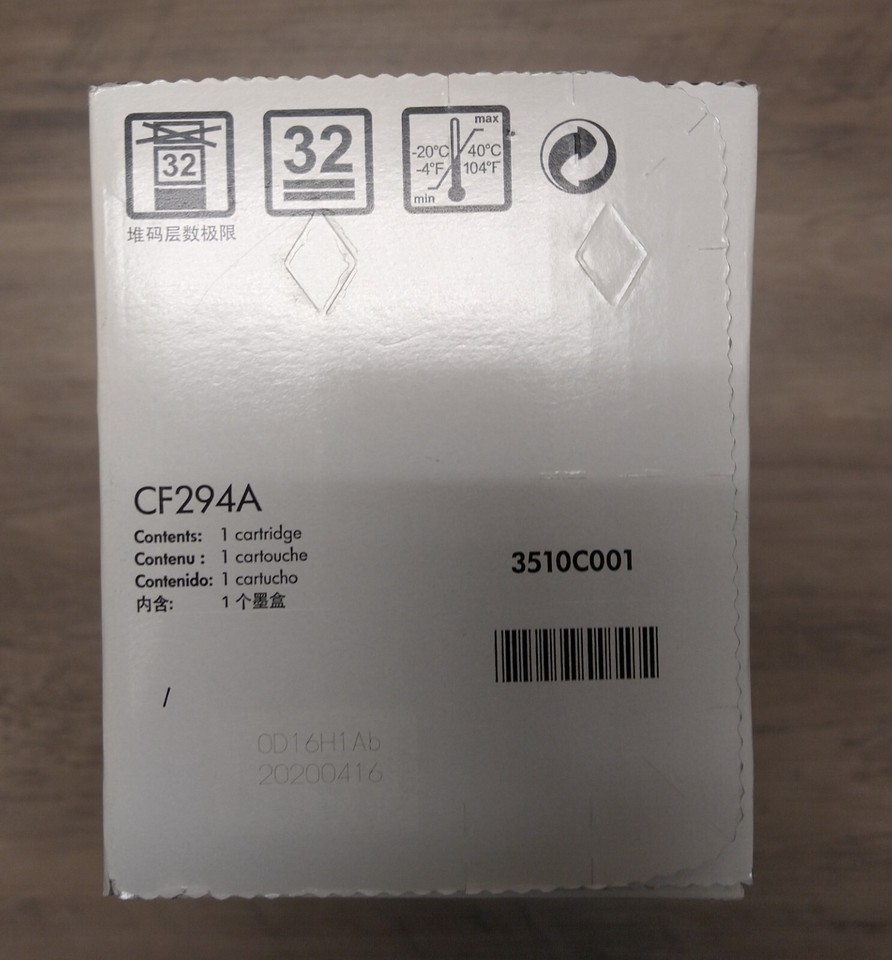 32
32
max
-20°C 40°C
-4°F 104°F
min
堆码层数极限
CF294A
Contents: 1 cartridge
Contenu : 1 cartouche
Contenido: 1 cartucho
内含: 1个墨盒
3510C001
/
0D16H1Ab
20200416